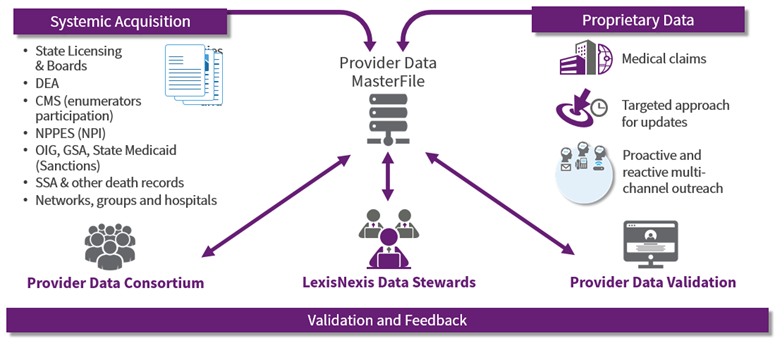 Systemic Acquisition
• State Licensing
& Boards
• DEA
• CMS (enumerators
participation)
• NPPES (NPI)
• OIG, GSA, State Medicaid
(Sanctions)
• SSA & other death records
• Networks, groups and hospitals
Provider Data
MasterFile
Proprietary Data
Medical claims
Targeted approach
for updates
Proactive and
reactive multi-
channel outreach
Provider Data Consortium
LexisNexis Data Stewards
Provider Data Validation
Validation and Feedback